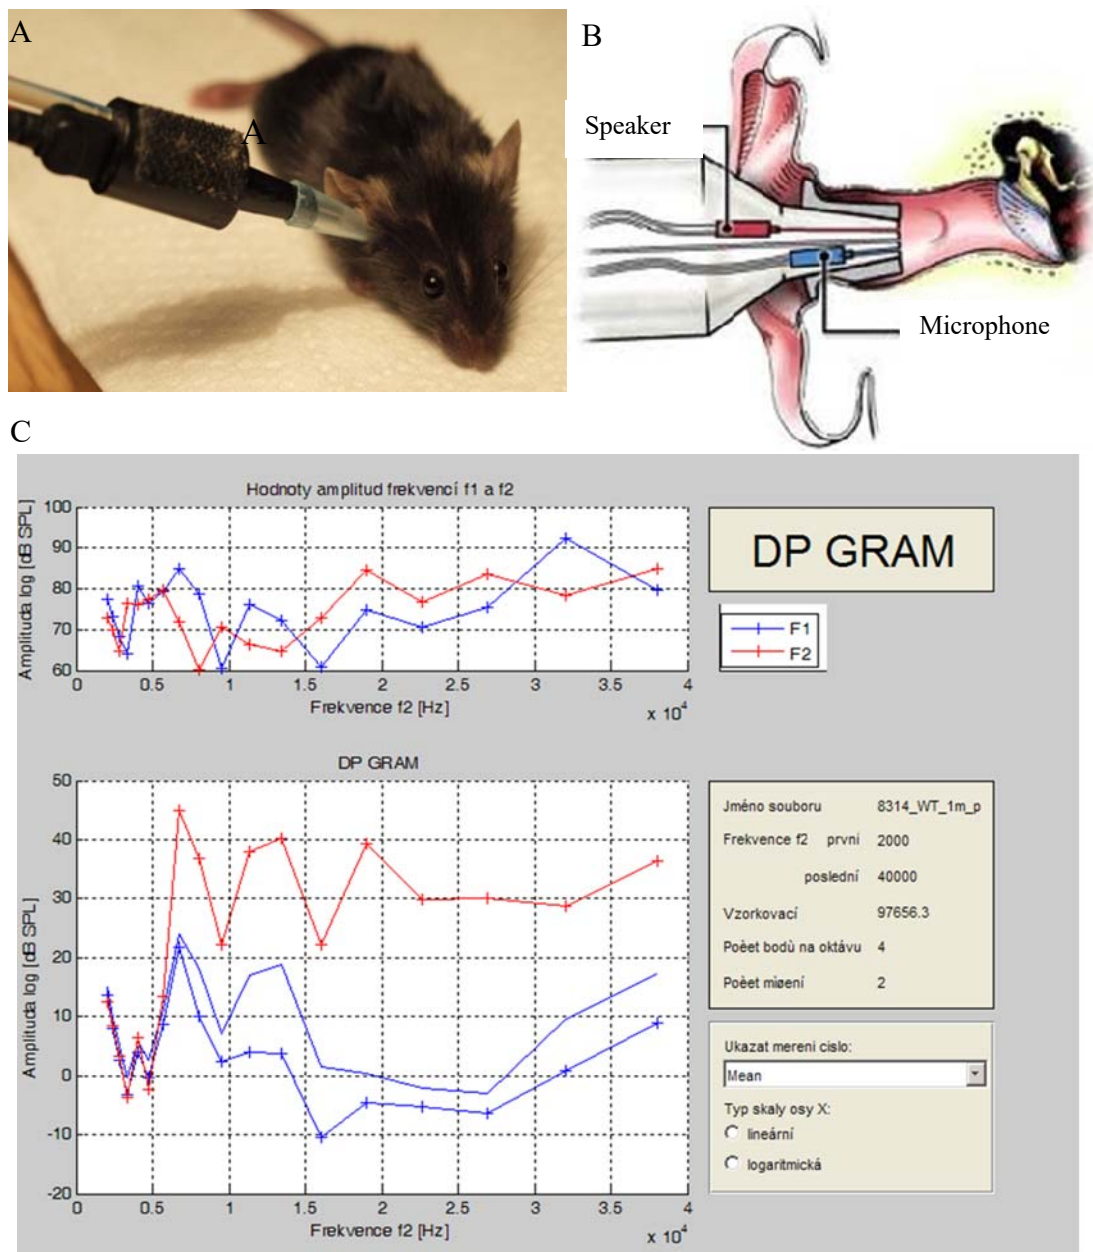 A
A
B
Speaker
Microphone
C
Hodnoty amplitud frekvencí f1 a f2
Amplituda log [dB SPL]
100
90
80
70
60
0 0.5 1 1.5 2 2.5 3 3.5 4
Frekvence f2 [Hz]
x 10^4
DP GRAM
F1
F2
DP GRAM
Amplituda log [dB SPL]
50
40
30
20
10
0
-10
-20
0 0.5 1 1.5 2 2.5 3 3.5 4
Frekvence f2 [Hz]
x 10^4
Jméno souboru 8314_WT_1m_p
Frekvence f2 první 2000
poslední 40000
Vzorkovací 97656.3
Poèet bodů na oktávu 4
Poèet miøení 2
Ukazat mereni cislo:
Mean
Typ skaly osy X:
lineární
logaritmická